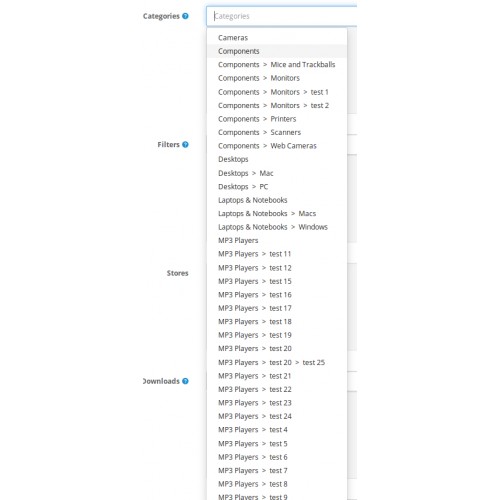 Categories
Categories
Cameras
Components
Components > Mice and Trackballs
Components > Monitors
Components > Monitors > test 1
Components > Monitors > test 2
Components > Printers
Components > Scanners
Components > Web Cameras
Filters
Desktops
Desktops > Mac
Desktops > PC
Laptops & Notebooks
Laptops & Notebooks > Macs
Laptops & Notebooks > Windows
MP3 Players
MP3 Players > test 11
MP3 Players > test 12
Stores
MP3 Players > test 15
MP3 Players > test 16
MP3 Players > test 17
MP3 Players > test 18
MP3 Players > test 19
MP3 Players > test 20
MP3 Players > test 20 > test 25
MP3 Players > test 21
Downloads
MP3 Players > test 22
MP3 Players > test 23
MP3 Players > test 24
MP3 Players > test 4
MP3 Players > test 5
MP3 Players > test 6
MP3 Players > test 7
MP3 Players > test 8
MP3 Players > test 9